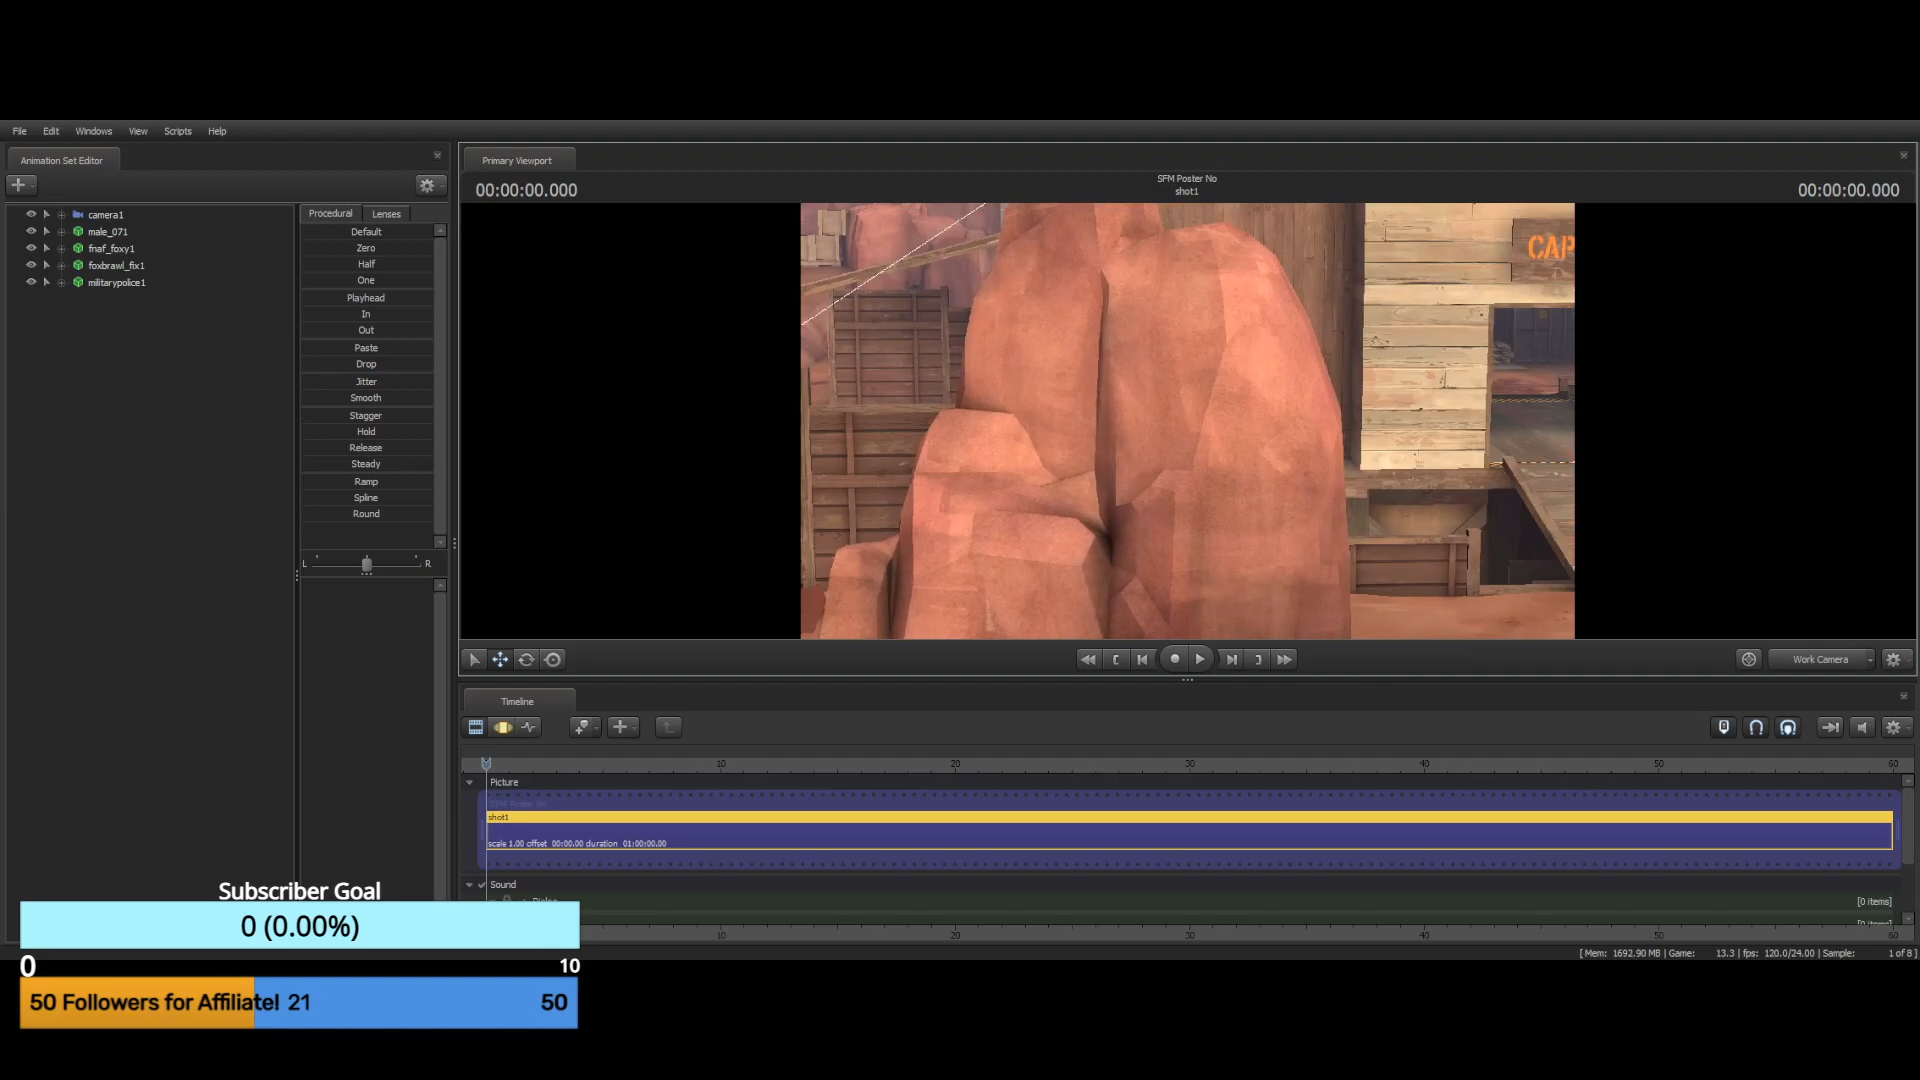 File Edit Windows View Scripts Help
Animation Set Editor
Primary Viewport
00:00:00.000
SFM Poster No
shot1
00:00:00.000
camera1
male_071
fnaf_foxy1
foxbrawl_fix1
militarypolice1
Procedural Lenses
Default
Zero
Half
One
Playhead
In
Out
Paste
Drop
Jitter
Smooth
Stagger
Hold
Release
Steady
Ramp
Spline
Round
L R
CAP
Work Camera
Timeline
10 20 30 40 50 60
Picture
SFM Poster No
shot1
scale 1.00 offset 00:00.00 duration 01:00:00.00
Sound
[0 items]
10 20 30 40 50 60
[ Mem: 1692.90 MB | Game: 13.3 | fps: 120.0/24.00 | Sample: 1 of 8 ]
Subscriber Goal
0 (0.00%)
0 10
50 Followers for Affiliate! 21 50